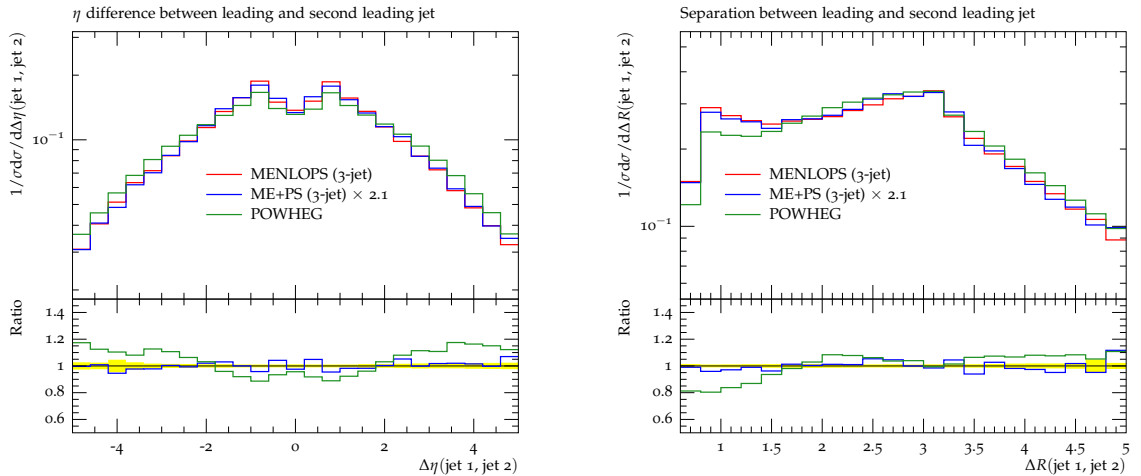 η difference between leading and second leading jet
1/σ dσ/dΔη(jet 1, jet 2)
10⁻¹
MENLOPS (3-jet)
ME+PS (3-jet) × 2.1
POWHEG
Ratio
1.4
1.2
1
0.8
0.6
-4 -2 0 2 4
Δη(jet 1, jet 2)
Separation between leading and second leading jet
1/σ dσ/dΔR(jet 1, jet 2)
10⁻¹
MENLOPS (3-jet)
ME+PS (3-jet) × 2.1
POWHEG
Ratio
1.4
1.2
1
0.8
0.6
1 1.5 2 2.5 3 3.5 4 4.5 5
ΔR(jet 1, jet 2)